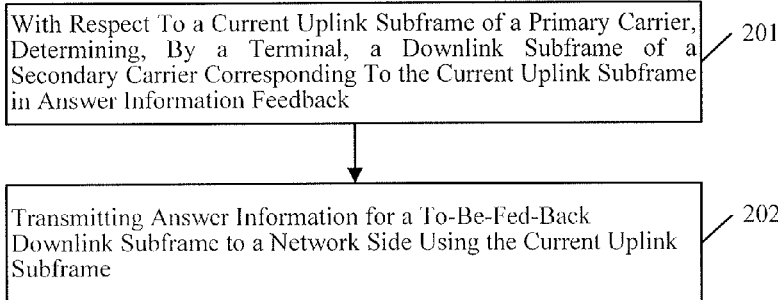 With Respect To a Current Uplink Subframe of a Primary Carrier,
Determining, By a Terminal, a Downlink Subframe of a
Secondary Carrier Corresponding To the Current Uplink Subframe
in Answer Information Feedback
201
Transmitting Answer Information for a To-Be-Fed-Back
Downlink Subframe to a Network Side Using the Current Uplink
Subframe
202